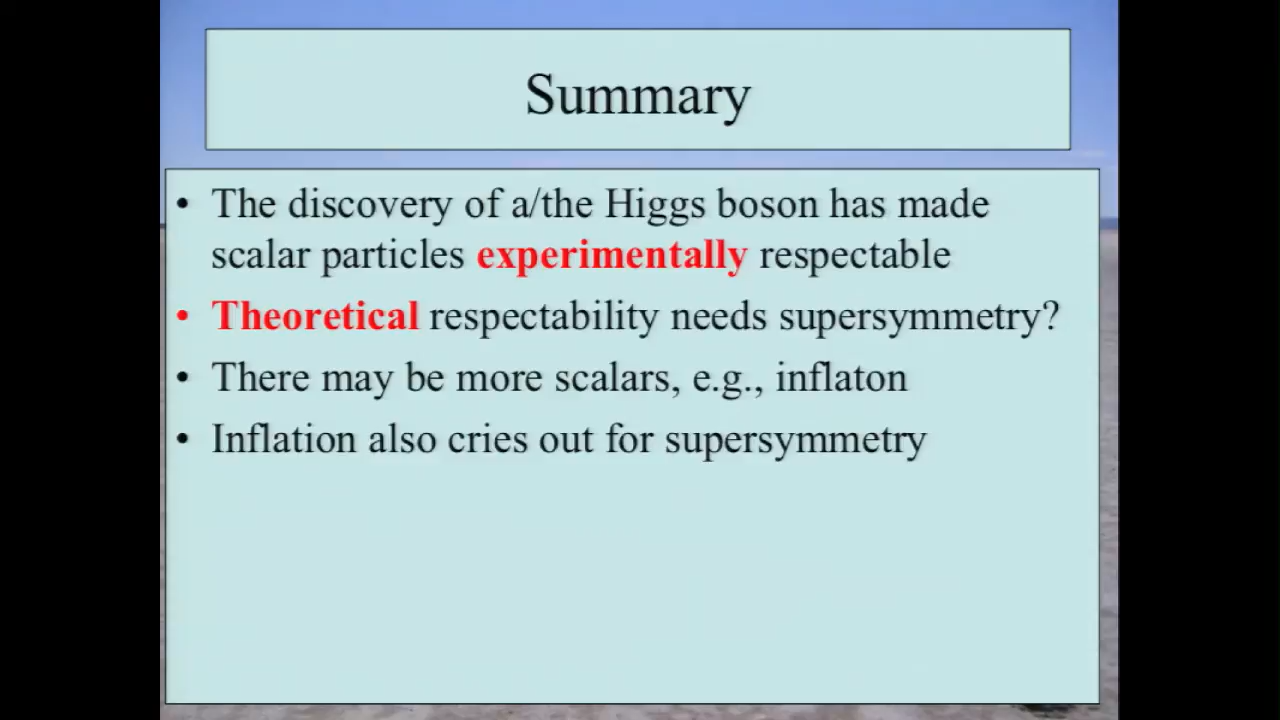 Summary
• The discovery of a/the Higgs boson has made
scalar particles experimentally respectable
• Theoretical respectability needs supersymmetry?
• There may be more scalars, e.g., inflaton
• Inflation also cries out for supersymmetry